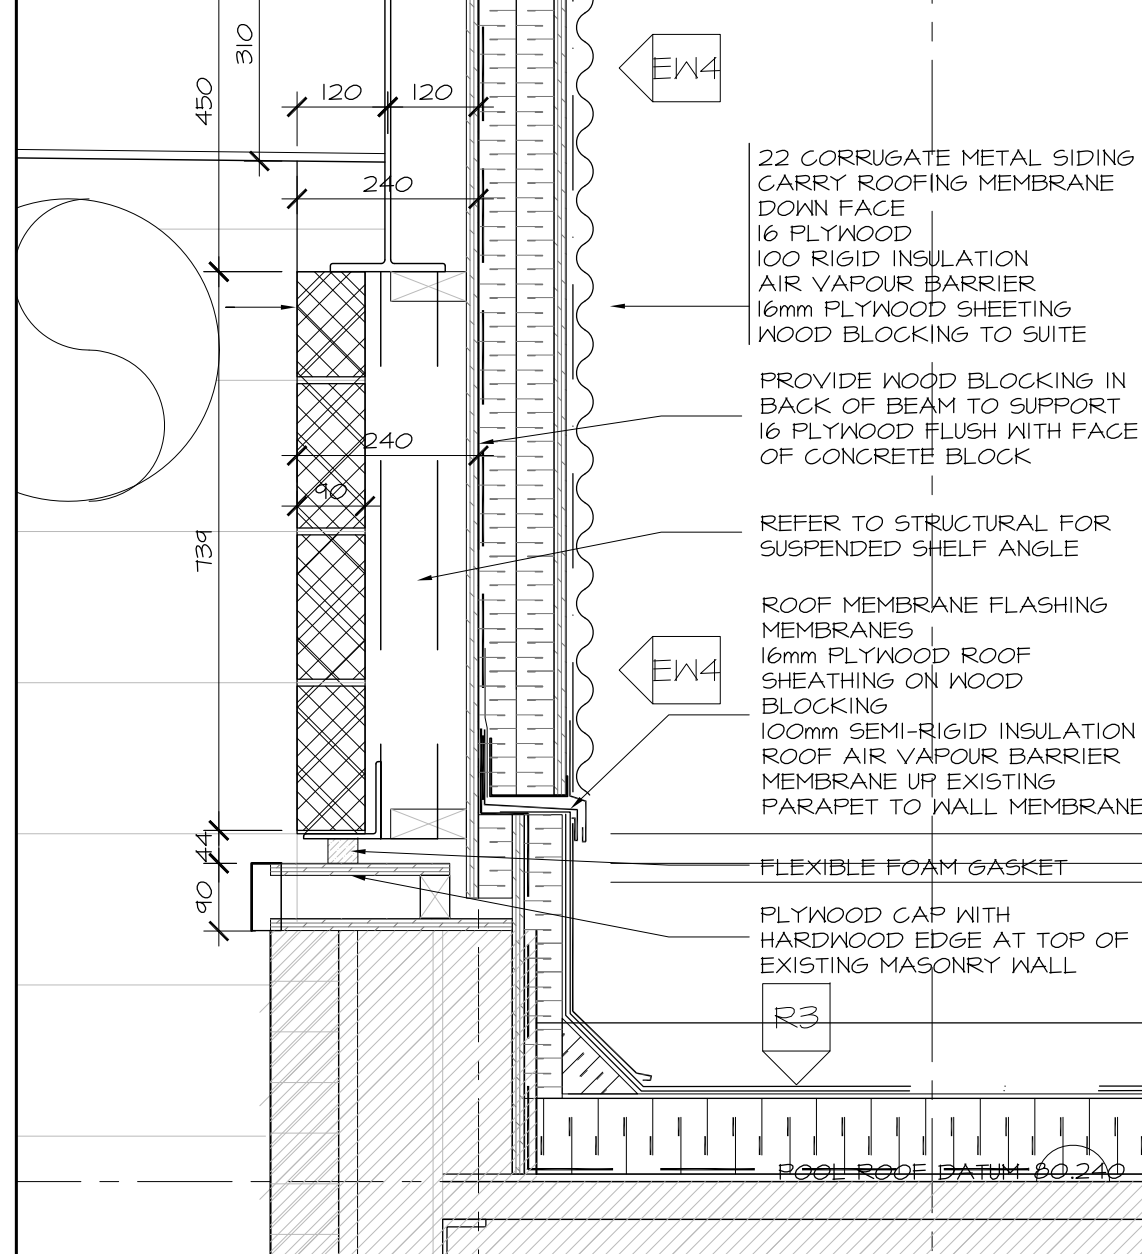 310
450
120
120
240
EW4
22 CORRUGATE METAL SIDING
CARRY ROOFING MEMBRANE
DOWN FACE
16 PLYWOOD
100 RIGID INSULATION
AIR VAPOUR BARRIER
16mm PLYWOOD SHEETING
WOOD BLOCKING TO SUITE
PROVIDE WOOD BLOCKING IN
BACK OF BEAM TO SUPPORT
16 PLYWOOD FLUSH WITH FACE
OF CONCRETE BLOCK
240
90
739
REFER TO STRUCTURAL FOR
SUSPENDED SHELF ANGLE
EW4
ROOF MEMBRANE FLASHING
MEMBRANES
16mm PLYWOOD ROOF
SHEATHING ON WOOD
BLOCKING
100mm SEMI-RIGID INSULATION
ROOF AIR VAPOUR BARRIER
MEMBRANE UP EXISTING
PARAPET TO WALL MEMBRANE
44
90
FLEXIBLE FOAM GASKET
PLYWOOD CAP WITH
HARDWOOD EDGE AT TOP OF
EXISTING MASONRY WALL
R3
POOL ROOF DATUM 80.240